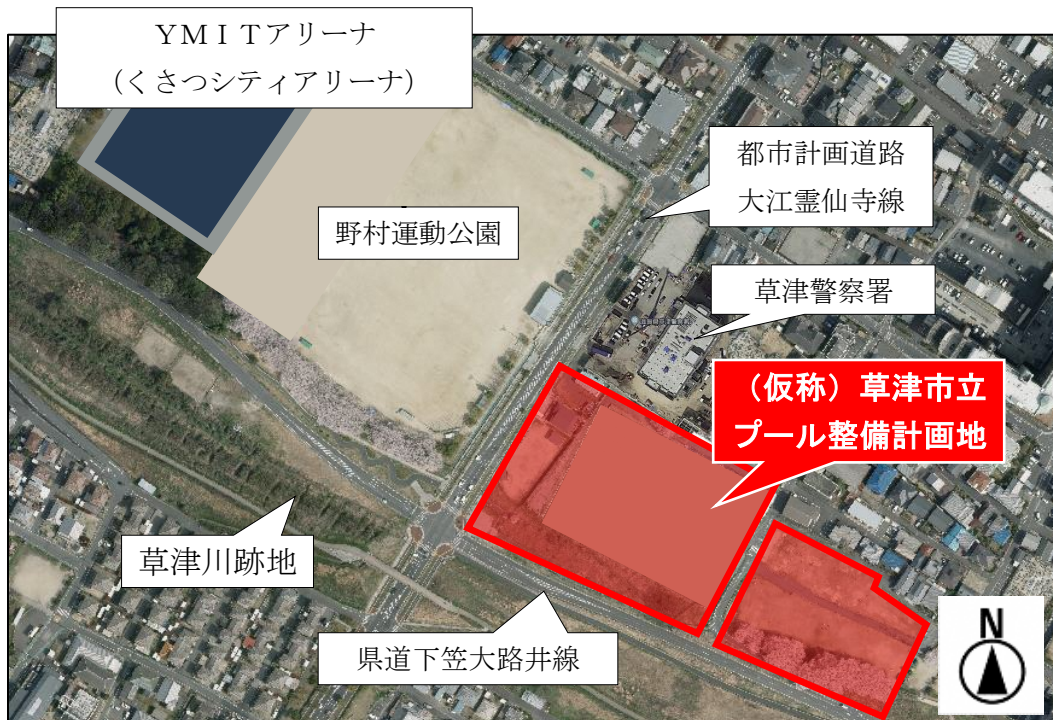 ＹＭＩＴアリーナ
(くさつシティアリーナ)
都市計画道路
大江霊仙寺線
野村運動公園
草津警察署
（仮称）草津市立
プール整備計画地
草津川跡地
県道下笠大路井線
N